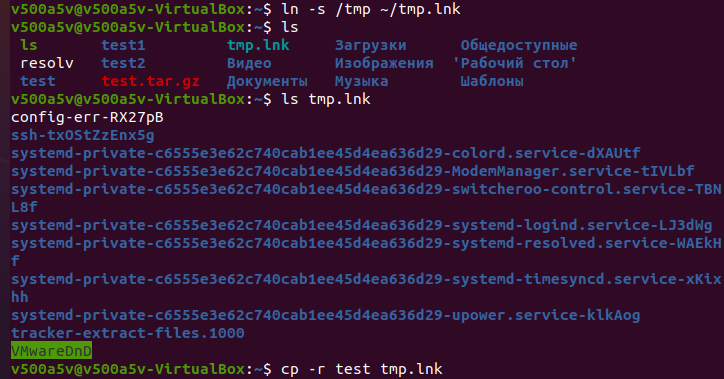 v500a5v@v500a5v-VirtualBox:~$ ln -s /tmp ~/tmp.lnk
v500a5v@v500a5v-VirtualBox:~$ ls
ls test1 tmp.lnk Загрузки Общедоступные
resolv test2 Видео Изображения 'Рабочий стол'
test test.tar.gz Документы Музыка Шаблоны
v500a5v@v500a5v-VirtualBox:~$ ls tmp.lnk
config-err-RX27pB
ssh-txOStZzEnx5g
systemd-private-c6555e3e62c740cab1ee45d4ea636d29-colord.service-dXAUtf
systemd-private-c6555e3e62c740cab1ee45d4ea636d29-ModemManager.service-tIVLbf
systemd-private-c6555e3e62c740cab1ee45d4ea636d29-switcheroo-control.service-TBN
L8f
systemd-private-c6555e3e62c740cab1ee45d4ea636d29-systemd-logind.service-LJ3dWg
systemd-private-c6555e3e62c740cab1ee45d4ea636d29-systemd-resolved.service-WAEkH
f
systemd-private-c6555e3e62c740cab1ee45d4ea636d29-systemd-timesyncd.service-xKix
hh
systemd-private-c6555e3e62c740cab1ee45d4ea636d29-upower.service-klkAog
tracker-extract-files.1000
VMwareDnD
v500a5v@v500a5v-VirtualBox:~$ cp -r test tmp.lnk